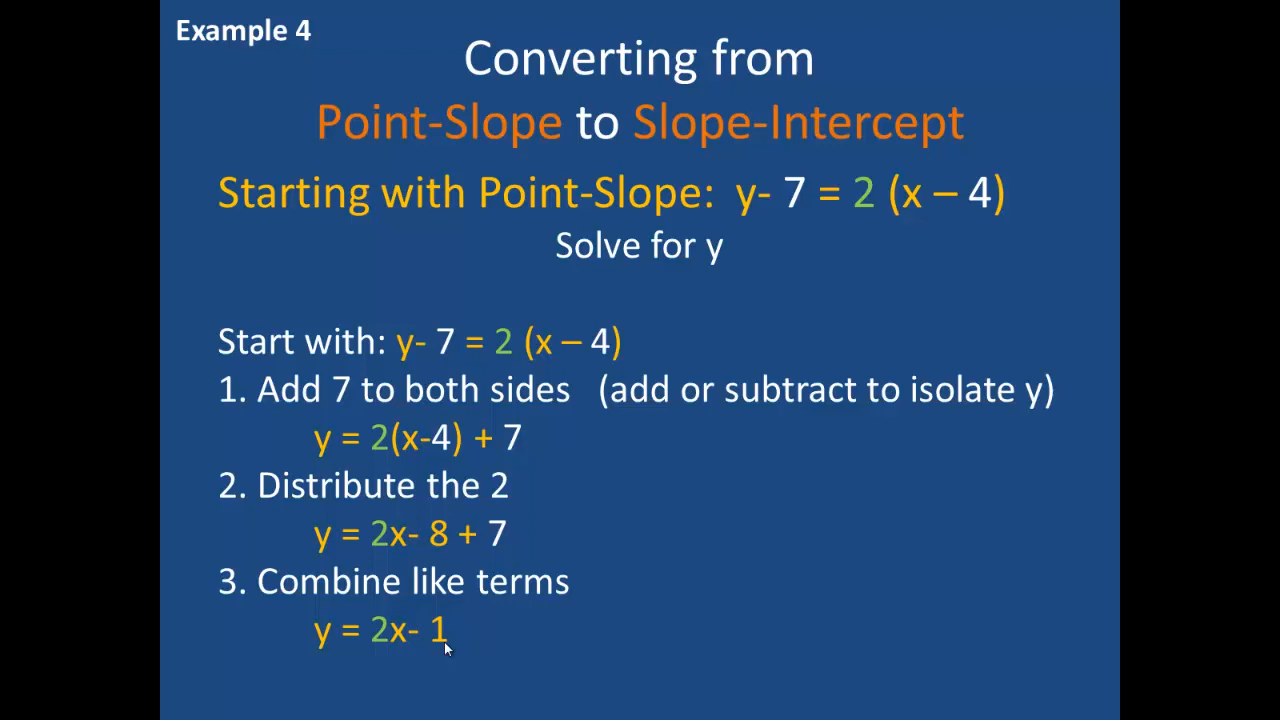 Example 4
Converting from
Point-Slope to Slope-Intercept
Starting with Point-Slope: y- 7 = 2 (x – 4)
Solve for y
Start with: y- 7 = 2 (x – 4)
1. Add 7 to both sides (add or subtract to isolate y)
y = 2(x-4) + 7
2. Distribute the 2
y = 2x- 8 + 7
3. Combine like terms
y = 2x- 1